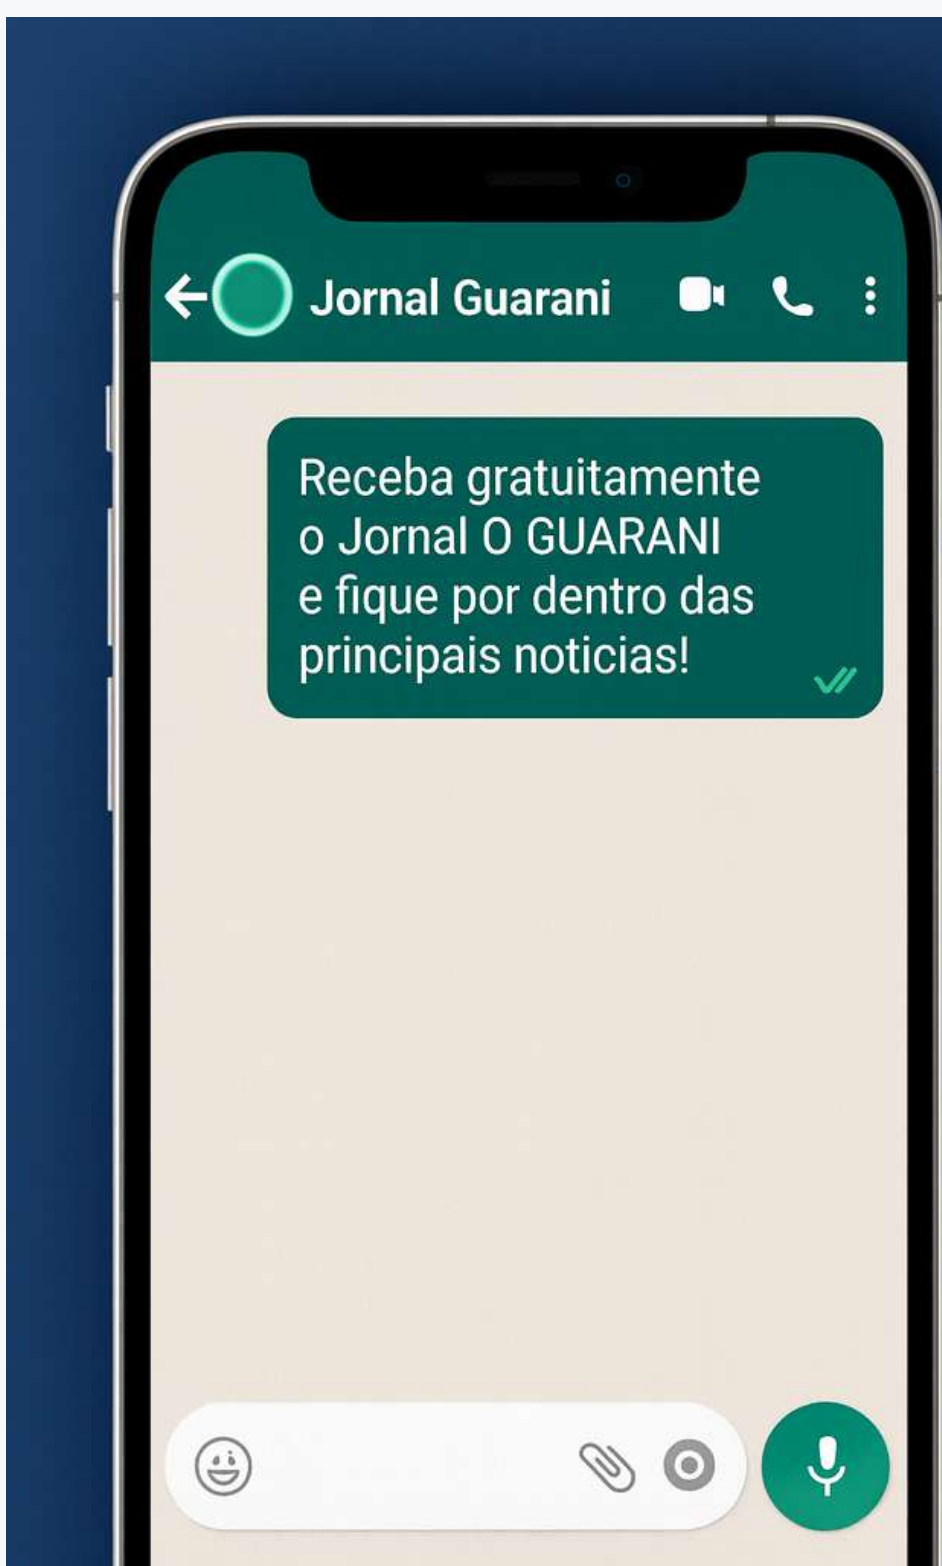 Jornal Guarani
Receba gratuitamente
o Jornal O GUARANI
e fique por dentro das
principais noticias!